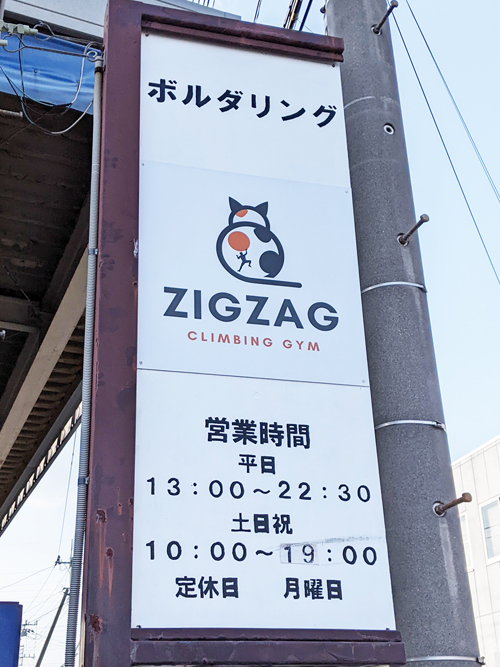 ボルダリング
ZIGZAG
CLIMBING GYM
営業時間
平日
13：00〜22：30
土日祝
10：00〜19：00
定休日　月曜日